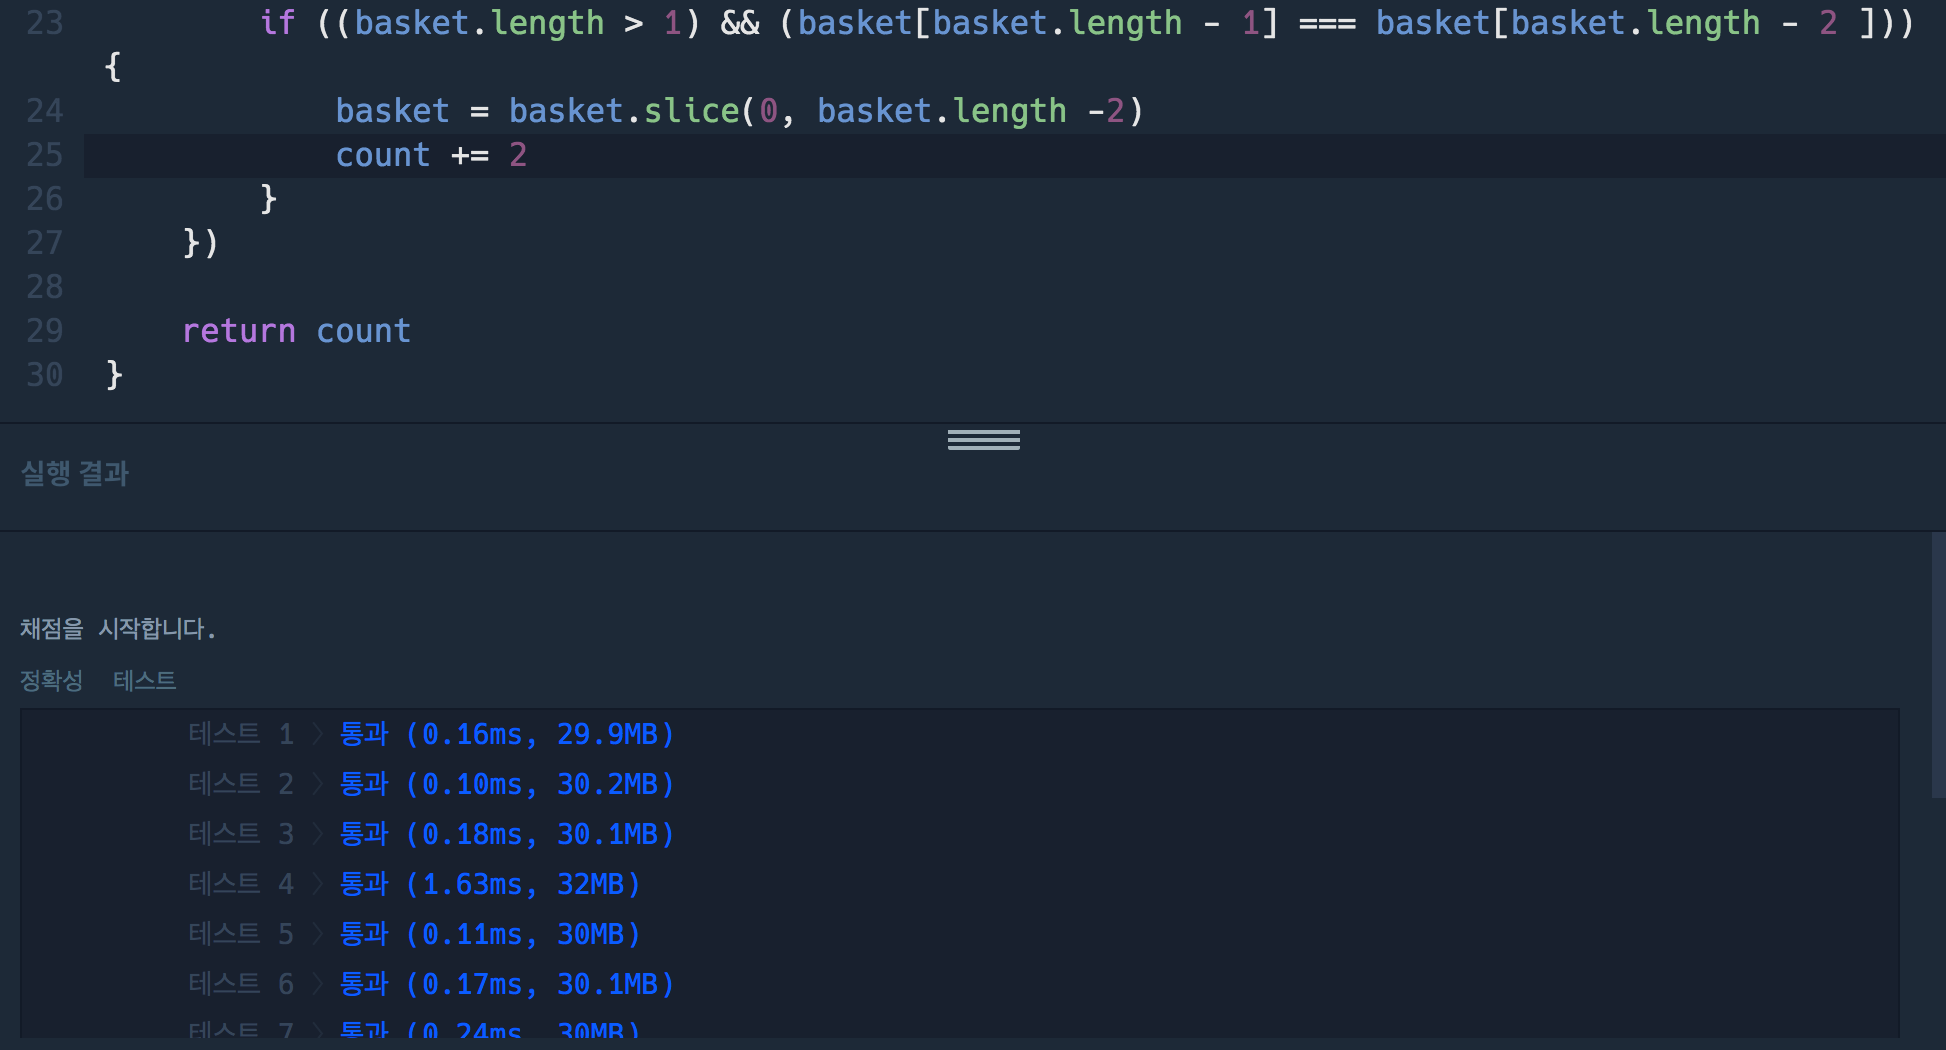 23 if ((basket.length > 1) && (basket[basket.length - 1] === basket[basket.length - 2 ]))
{
24 basket = basket.slice(0, basket.length -2)
25 count += 2
26 }
27 })
28
29 return count
30 }
실행 결과
채점을 시작합니다.
정확성 테스트
테스트 1 〉 통과 (0.16ms, 29.9MB)
테스트 2 〉 통과 (0.10ms, 30.2MB)
테스트 3 〉 통과 (0.18ms, 30.1MB)
테스트 4 〉 통과 (1.63ms, 32MB)
테스트 5 〉 통과 (0.11ms, 30MB)
테스트 6 〉 통과 (0.17ms, 30.1MB)
테스트 7 〉 통과 (0.24ms, 30MB)